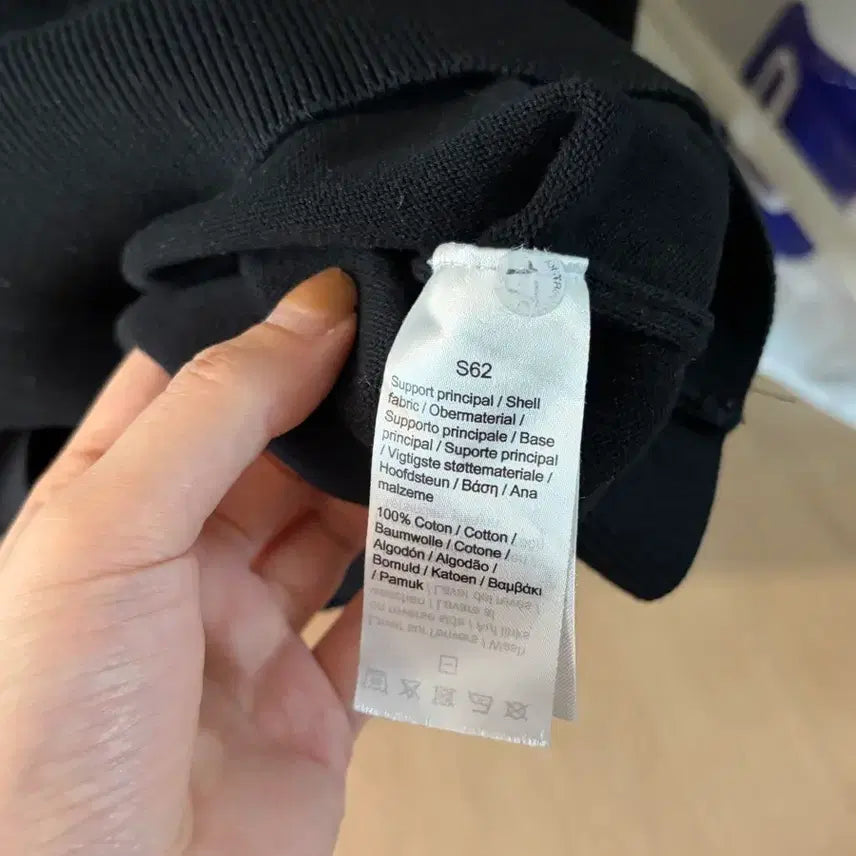 S62
Support principal / Shell
fabric / Obermaterial /
Supporto principale / Base
principal / Suporte principal
/ Vigtigste støttemateriale /
Hoofdsteun / Βάση / Ana
malzeme
100% Coton / Cotton /
Baumwolle / Cotone /
Algodón / Algodão /
Bomuld / Katoen / Βαμβάκι
/ Pamuk